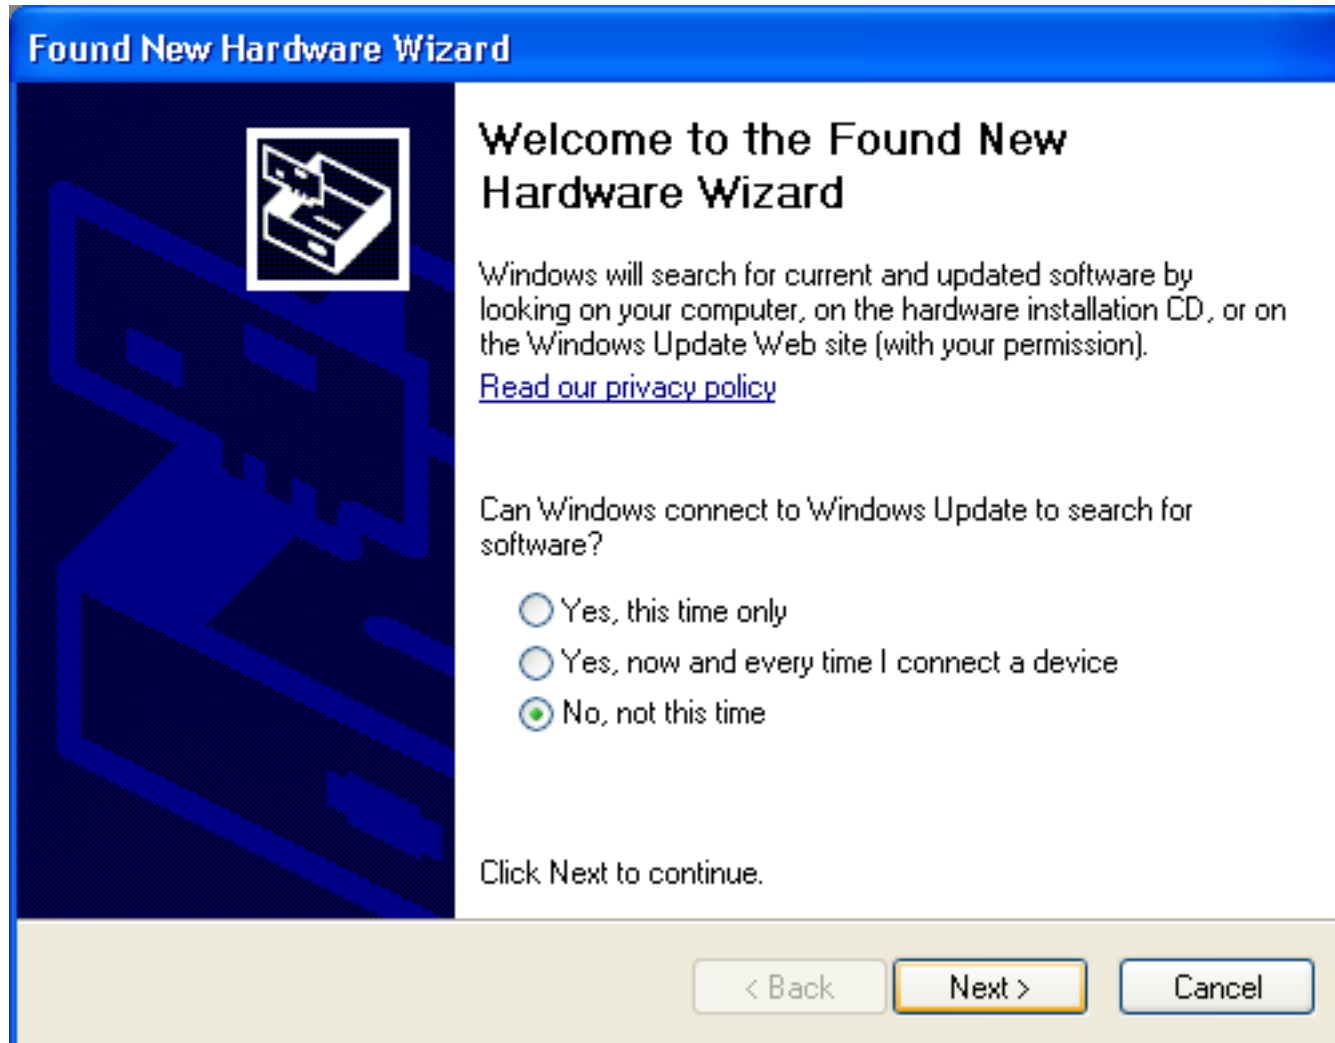 Found New Hardware Wizard
Welcome to the Found New
Hardware Wizard
Windows will search for current and updated software by
looking on your computer, on the hardware installation CD, or on
the Windows Update Web site (with your permission).
Read our privacy policy
Can Windows connect to Windows Update to search for
software?
Yes, this time only
Yes, now and every time I connect a device
No, not this time
Click Next to continue.
< Back
Next >
Cancel